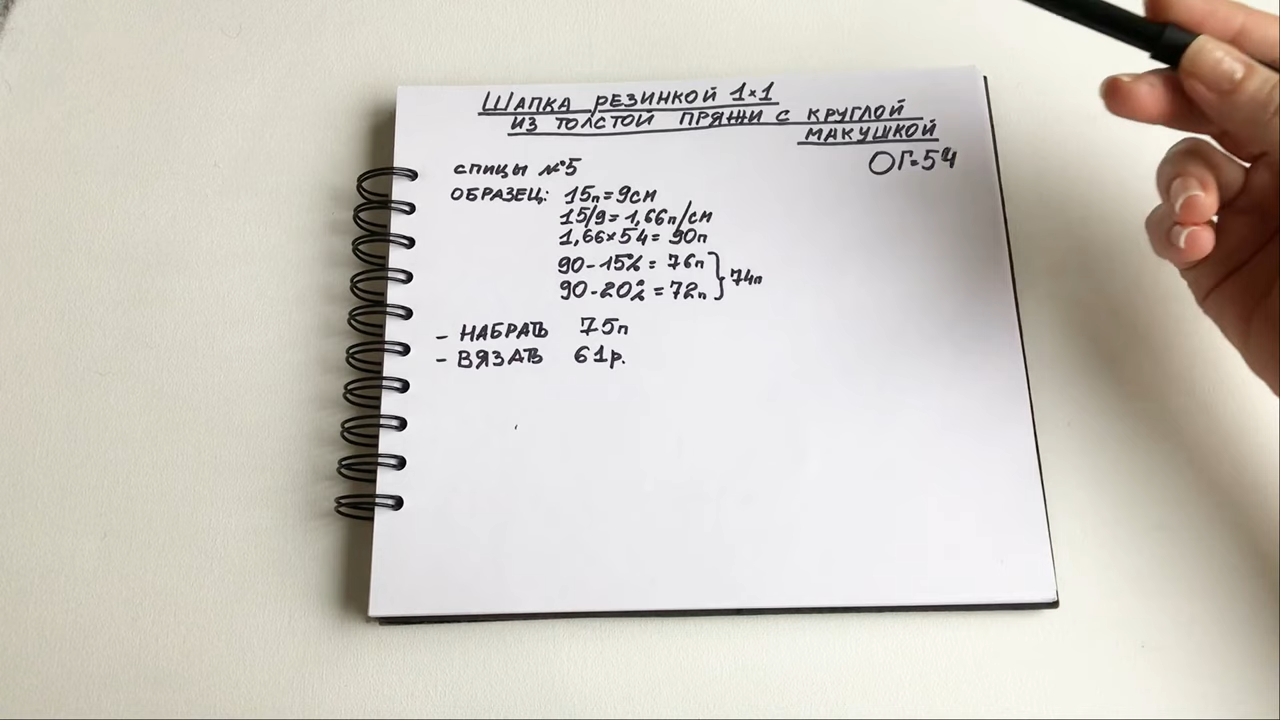 ШАПКА РЕЗИНКОЙ 1×1
ИЗ ТОЛСТОЙ ПРЯЖИ С КРУГЛОЙ
МАКУШКОЙ
ОГ=54
СПИЦЫ №5
ОБРАЗЕЦ: 15п=9СМ
15/9=1,66п/СМ
1,66×54=90п
90-15%=76п
90-20%=72п } 74п
- НАБРАТЬ 75п
- ВЯЗАТЬ 61р.